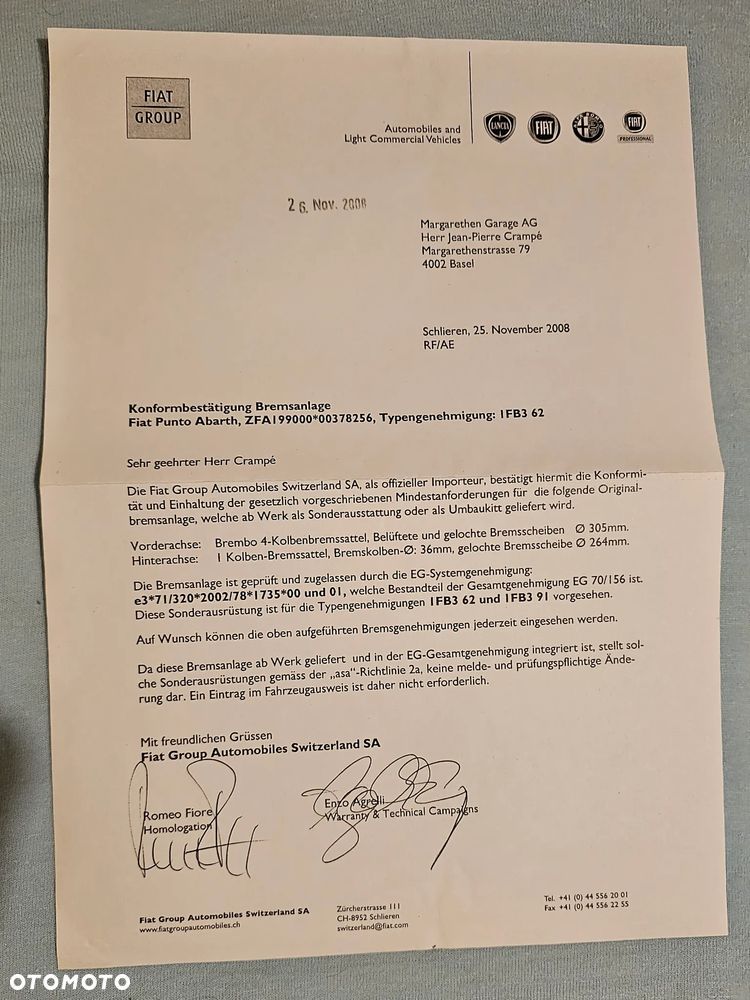 FIAT
GROUP
Automobiles and
Light Commercial Vehicles
LANCIA
FIAT
FIAT
PROFESSIONAL
26. Nov. 2008
Margarethen Garage AG
Herr Jean-Pierre Crampé
Margarethenstrasse 79
4002 Basel
Schlieren, 25. November 2008
RF/AE
Konformbestätigung Bremsanlage
Fiat Punto Abarth, ZFA199000*00378256, Typengenehmigung: 1FB3 62
Sehr geehrter Herr Crampé
Die Fiat Group Automobiles Switzerland SA, als offizieller Importeur, bestätigt hiermit die Konformi-
tät und Einhaltung der gesetzlich vorgeschriebenen Mindestanforderungen für die folgende Original-
bremsanlage, welche ab Werk als Sonderausstattung oder als Umbaukitt geliefert wird.
Vorderachse: Brembo 4-Kolbenbremssattel, Belüftete und gelochte Bremsscheiben Ø 305mm.
Hinterachse: 1 Kolben-Bremssattel, Bremskolben-Ø: 36mm, gelochte Bremsscheibe Ø 264mm.
Die Bremsanlage ist geprüft und zugelassen durch die EG-Systemgenehmigung:
e3*71/320*2002/78*1735*00 und 01, welche Bestandteil der Gesamtgenehmigung EG 70/156 ist.
Diese Sonderausrüstung ist für die Typengenehmigungen 1FB3 62 und 1FB3 91 vorgesehen.
Auf Wunsch können die oben aufgeführten Bremsgenehmigungen jederzeit eingesehen werden.
Da diese Bremsanlage ab Werk geliefert und in der EG-Gesamtgenehmigung integriert ist, stellt sol-
che Sonderausrüstungen gemäss der „asa“-Richtlinie 2a, keine melde- und prüfungspflichtige Ände-
rung dar. Ein Eintrag im Fahrzeugausweis ist daher nicht erforderlich.
Mit freundlichen Grüssen
Fiat Group Automobiles Switzerland SA
Romeo Fiore
Homologation
Enzo Agrelli
Warranty & Technical Campaigns
Fiat Group Automobiles Switzerland SA
www.fiatgroupautomobiles.ch
Zürcherstrasse 111
CH-8952 Schlieren
switzerland@fiat.com
Tel. +41 (0) 44 556 20 01
Fax +41 (0) 44 556 22 55
OTOMOTO